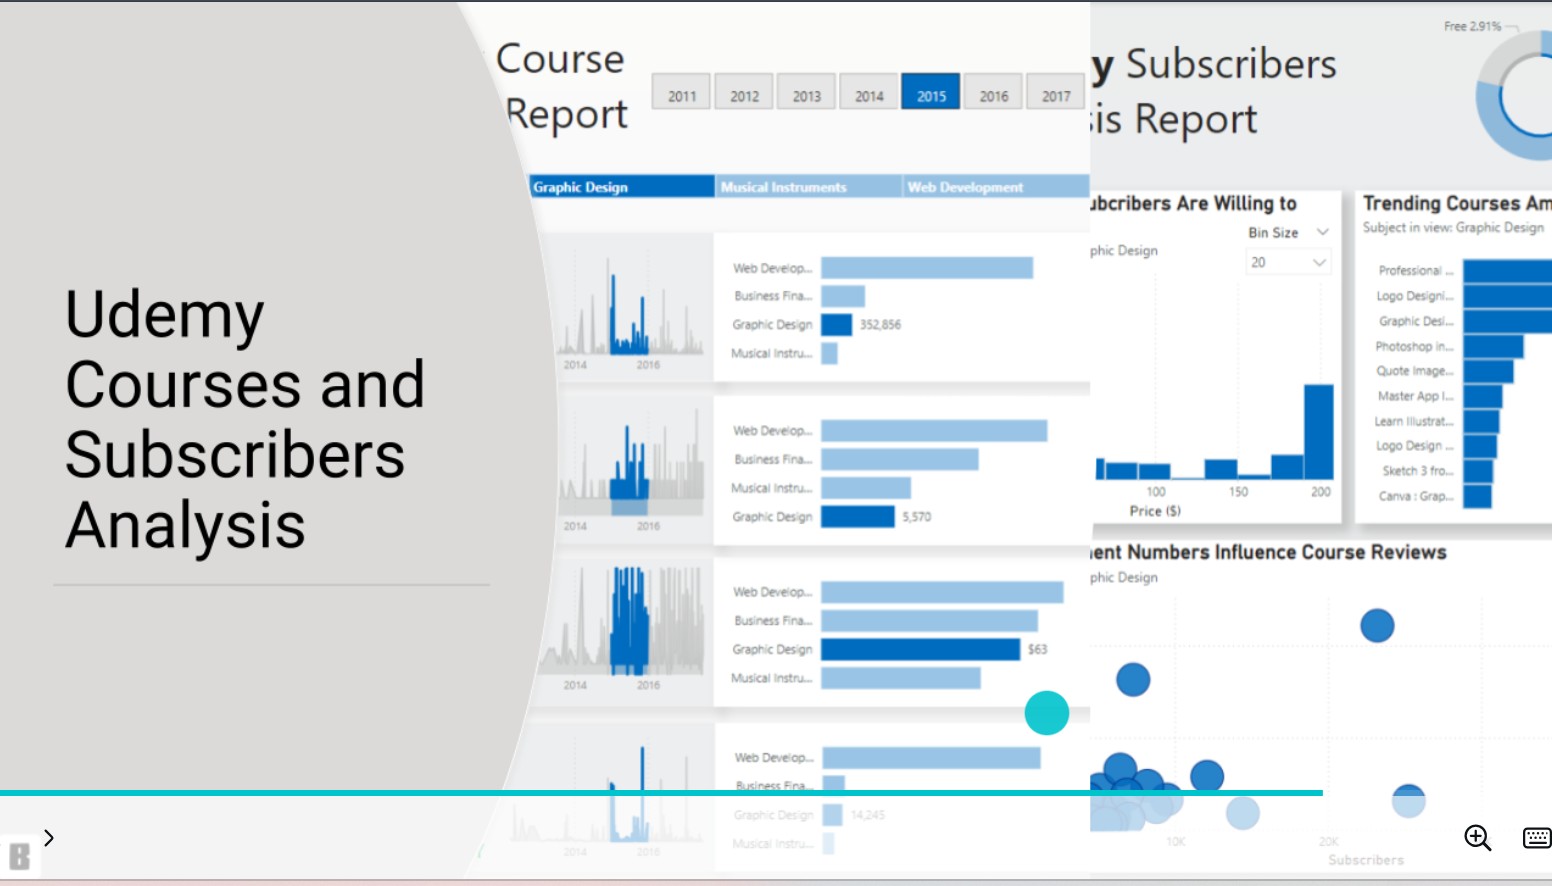 Udemy
Courses and
Subscribers
Analysis
Course
Report
2011 2012 2013 2014 2015 2016 2017
Graphic Design Musical Instruments Web Development
2014 2016
Web Develop...
Business Fina...
Graphic Design 352,856
Musical Instru...
2014 2016
Web Develop...
Business Fina...
Musical Instru...
Graphic Design 5,570
2014 2016
Web Develop...
Business Fina...
Graphic Design $63
Musical Instru...
2014 2016
Web Develop...
Business Fina...
Graphic Design 14,245
Musical Instru...
y Subscribers
sis Report
Free 2.91%
ubcribers Are Willing to
Bin Size
phic Design
20
100 150 200
Price ($)
Trending Courses Am
Subject in view: Graphic Design
Professional ...
Logo Designi...
Graphic Desi...
Photoshop in...
Quote Image...
Master App I...
Learn Illustrat...
Logo Design ...
Sketch 3 fro...
Canva : Grap...
ent Numbers Influence Course Reviews
phic Design
10K 20K
Subscribers
B